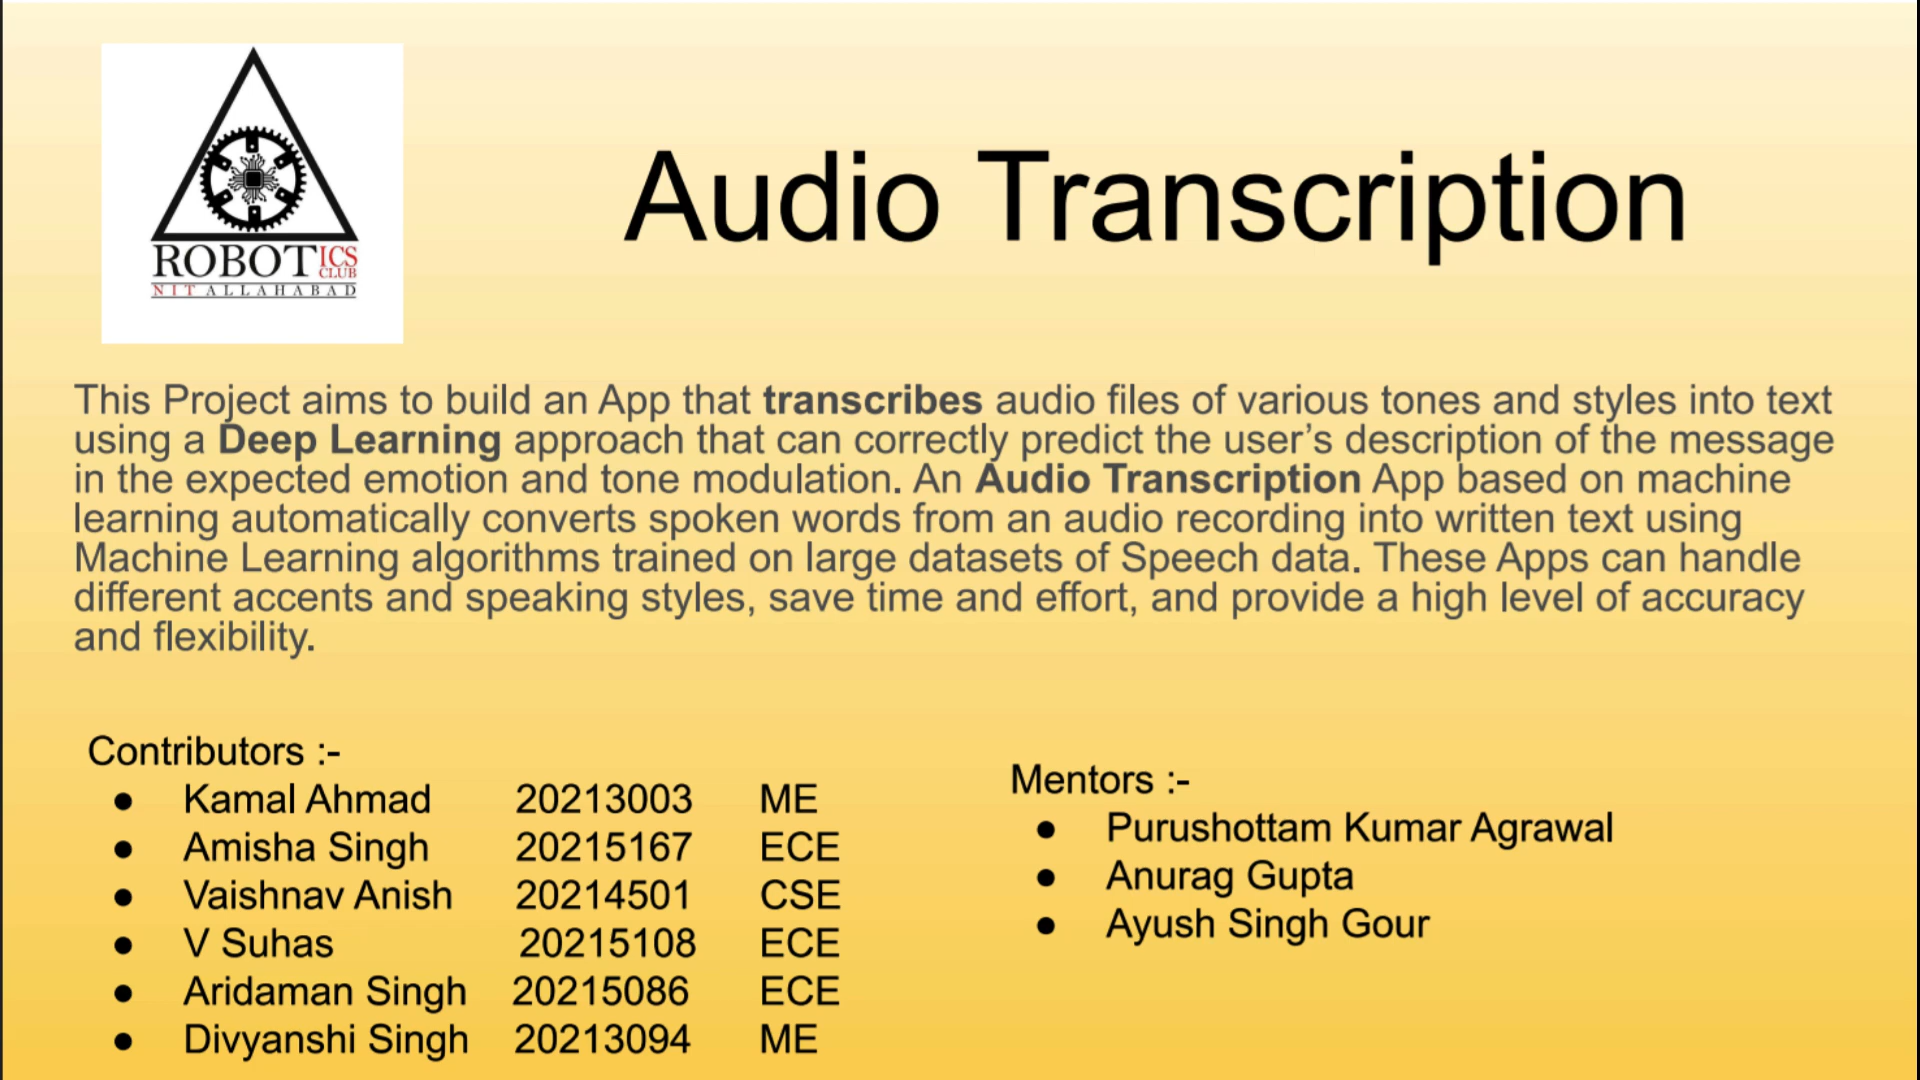 ROBOTICS
CLUB
NIT ALLAHABAD
Audio Transcription
This Project aims to build an App that transcribes audio files of various tones and styles into text
using a Deep Learning approach that can correctly predict the user’s description of the message
in the expected emotion and tone modulation. An Audio Transcription App based on machine
learning automatically converts spoken words from an audio recording into written text using
Machine Learning algorithms trained on large datasets of Speech data. These Apps can handle
different accents and speaking styles, save time and effort, and provide a high level of accuracy
and flexibility.
Contributors :-
● Kamal Ahmad 20213003 ME
● Amisha Singh 20215167 ECE
● Vaishnav Anish 20214501 CSE
● V Suhas 20215108 ECE
● Aridaman Singh 20215086 ECE
● Divyanshi Singh 20213094 ME
Mentors :-
● Purushottam Kumar Agrawal
● Anurag Gupta
● Ayush Singh Gour